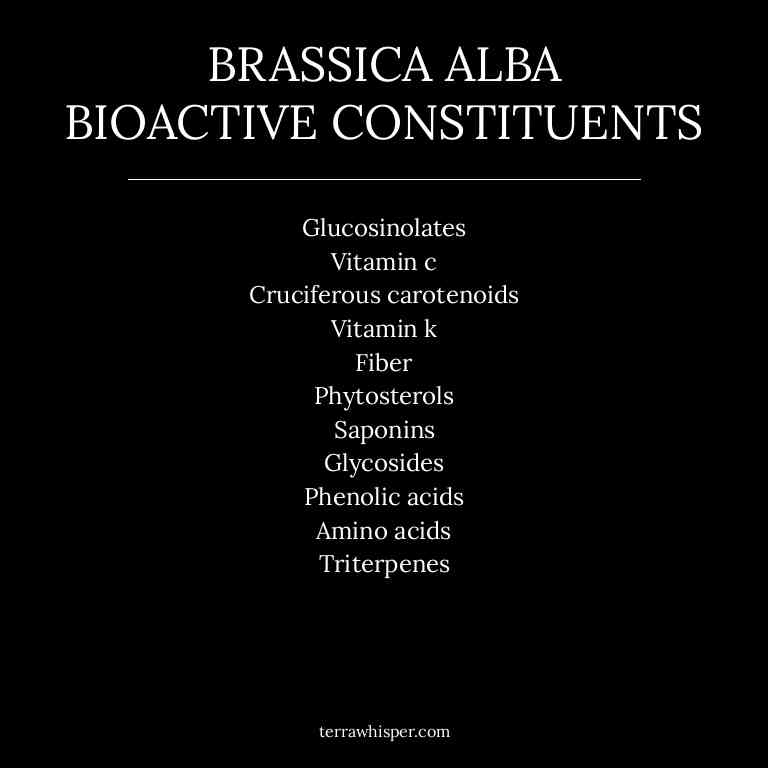 BRASSICA ALBA
BIOACTIVE CONSTITUENTS
Glucosinolates
Vitamin c
Cruciferous carotenoids
Vitamin k
Fiber
Phytosterols
Saponins
Glycosides
Phenolic acids
Amino acids
Triterpenes
terrawhisper.com